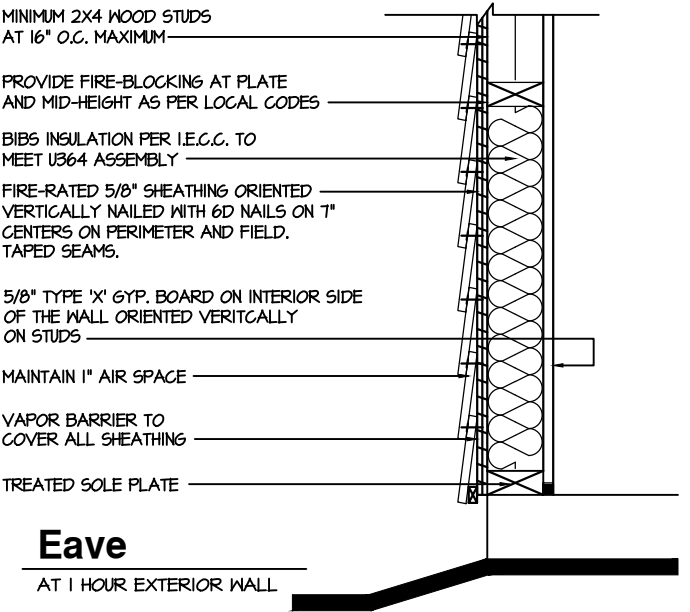 MINIMUM 2X4 WOOD STUDS
AT 16" O.C. MAXIMUM
PROVIDE FIRE-BLOCKING AT PLATE
AND MID-HEIGHT AS PER LOCAL CODES
BIBS INSULATION PER I.E.C.C. TO
MEET U364 ASSEMBLY
FIRE-RATED 5/8" SHEATHING ORIENTED
VERTICALLY NAILED WITH 6D NAILS ON 7"
CENTERS ON PERIMETER AND FIELD.
TAPED SEAMS.
5/8" TYPE 'X' GYP. BOARD ON INTERIOR SIDE
OF THE WALL ORIENTED VERITCALLY
ON STUDS
MAINTAIN 1" AIR SPACE
VAPOR BARRIER TO
COVER ALL SHEATHING
TREATED SOLE PLATE
Eave
AT 1 HOUR EXTERIOR WALL